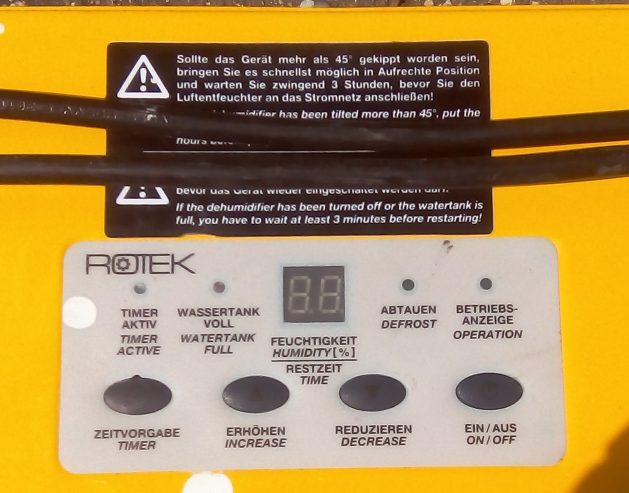 Sollte das Gerät mehr als 45° gekippt worden sein,
bringen Sie es schnellst möglich in Aufrechte Position
und warten Sie zwingend 3 Stunden, bevor Sie den
Luftentfeuchter an das Stromnetz anschließen!
dehumidifier has been tilted more than 45°, put the
hours
bevor das Gerät wieder eingeschaltet werden darf!
If the dehumidifier has been turned off or the watertank is
full, you have to wait at least 3 minutes before restarting!
ROTEK
TIMER
AKTIV
TIMER
ACTIVE
WASSERTANK
VOLL
WATERTANK
FULL
88
FEUCHTIGKEIT
HUMIDITY [%]
RESTZEIT
TIME
ABTAUEN
DEFROST
BETRIEBS-
ANZEIGE
OPERATION
ZEITVORGABE
TIMER
ERHÖHEN
INCREASE
REDUZIEREN
DECREASE
EIN / AUS
ON / OFF